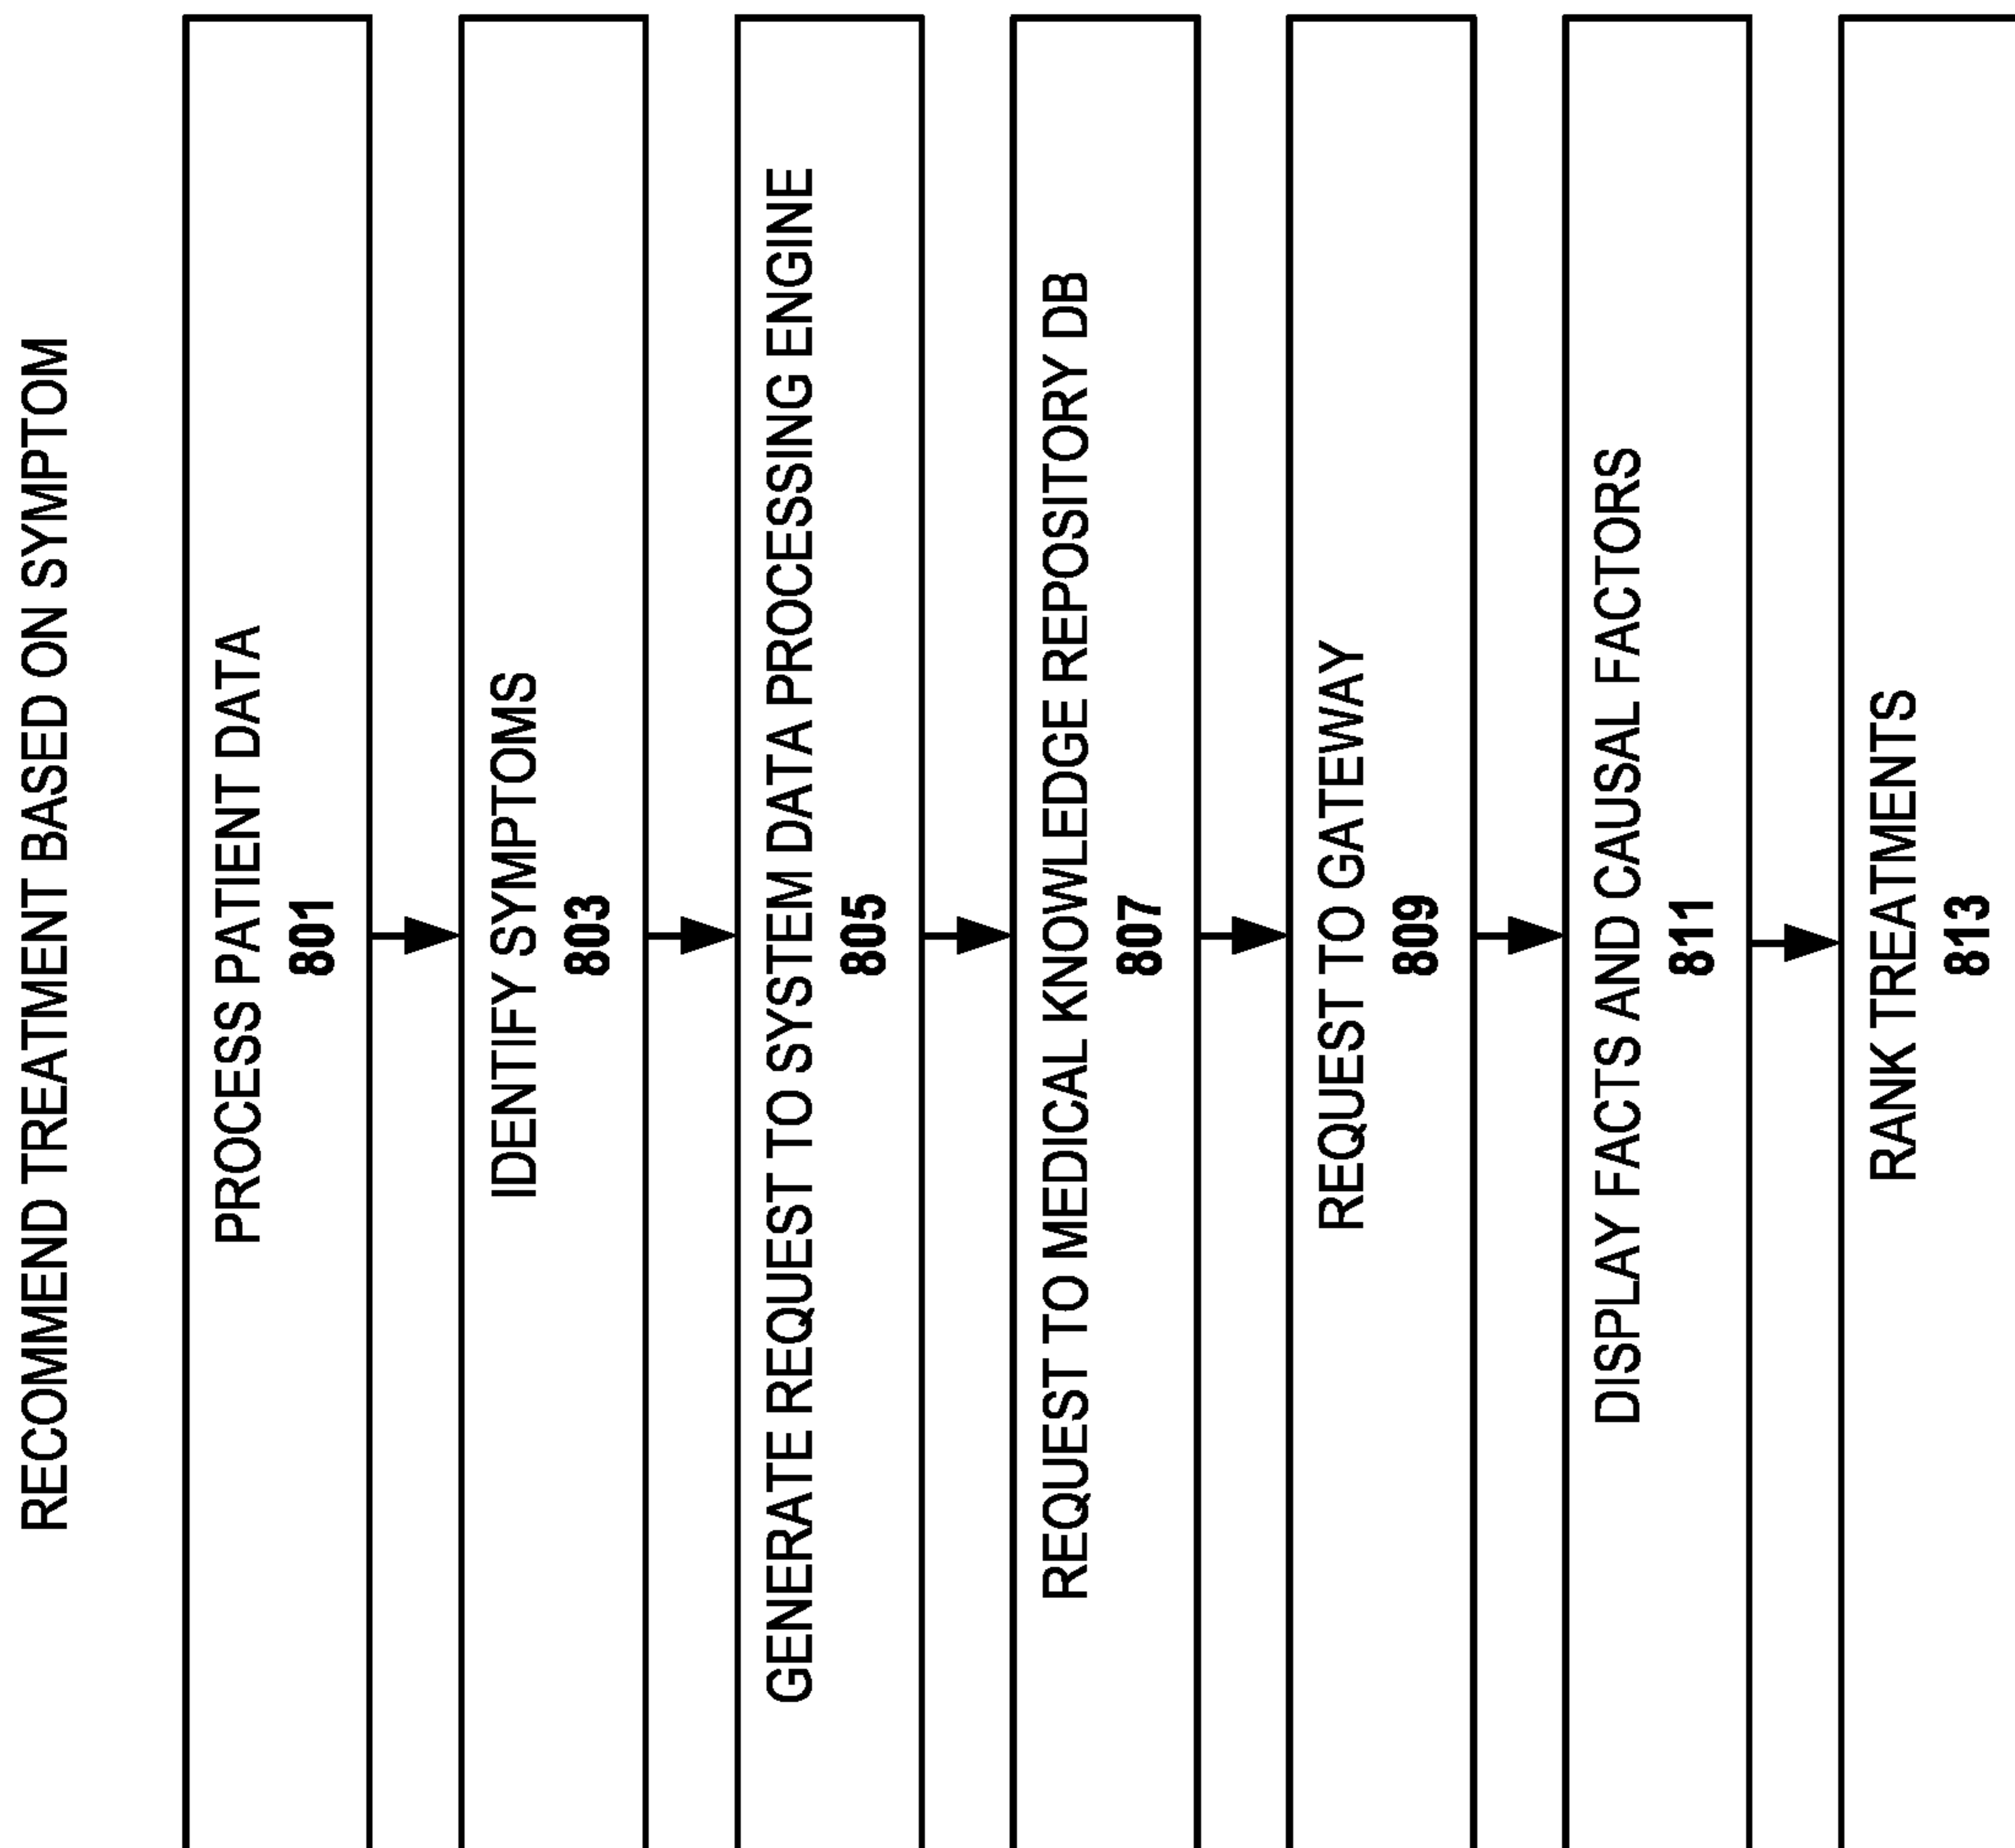 RECOMMEND TREATMENT BASED ON SYMPTOM
PROCESS PATIENT DATA
801
IDENTIFY SYMPTOMS
803
GENERATE REQUEST TO SYSTEM DATA PROCESSING ENGINE
805
REQUEST TO MEDICAL KNOWLEDGE REPOSITORY DB
807
REQUEST TO GATEWAY
809
DISPLAY FACTS AND CAUSAL FACTORS
811
RANK TREATMENTS
813